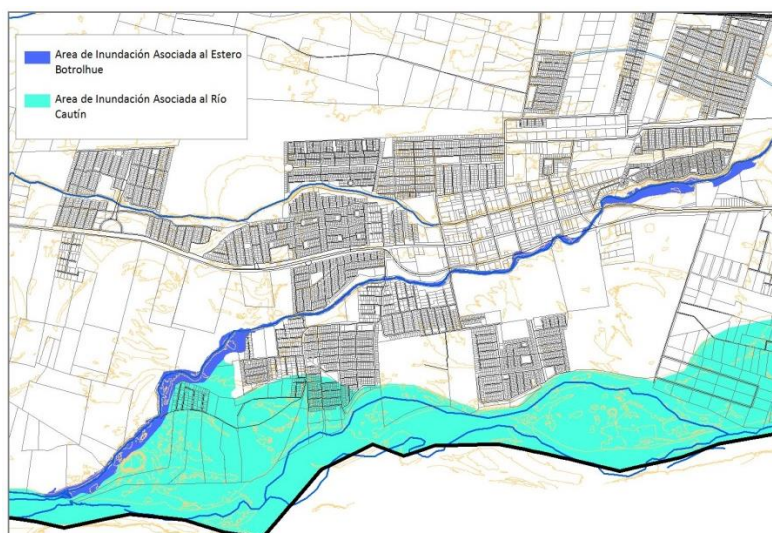 Area de Inundación Asociada al Estero
Botrolhue
Area de Inundación Asociada al Río
Cautín